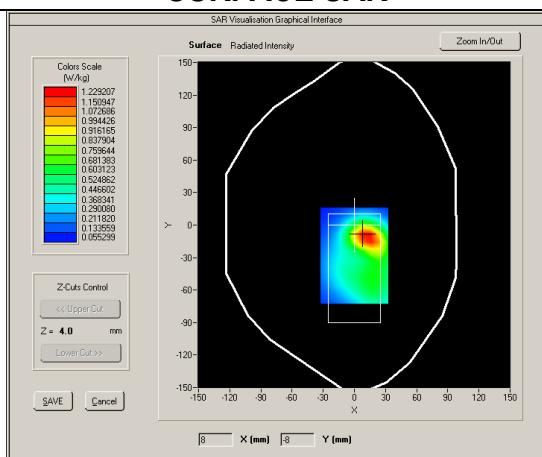 SAR Visualisation Graphical Interface
Surface Radiated Intensity
Zoom In/Out
Colors Scale
(W/kg)
1.229207
1.150947
1.072686
0.994426
0.916165
0.837904
0.759644
0.681383
0.603123
0.524862
0.446602
0.368341
0.290080
0.211820
0.133559
0.055299
Z-Cuts Control
<< Upper Cut
Z = 4.0 mm
Lower Cut >>
SAVE
Cancel
150-
120-
90-
60-
30-
0-
-30-
-60-
-90-
-120-
-150-
Y
-150 -120 -90 -60 -30 0 30 60 90 120 150
X
8 X (mm) -8 Y (mm)